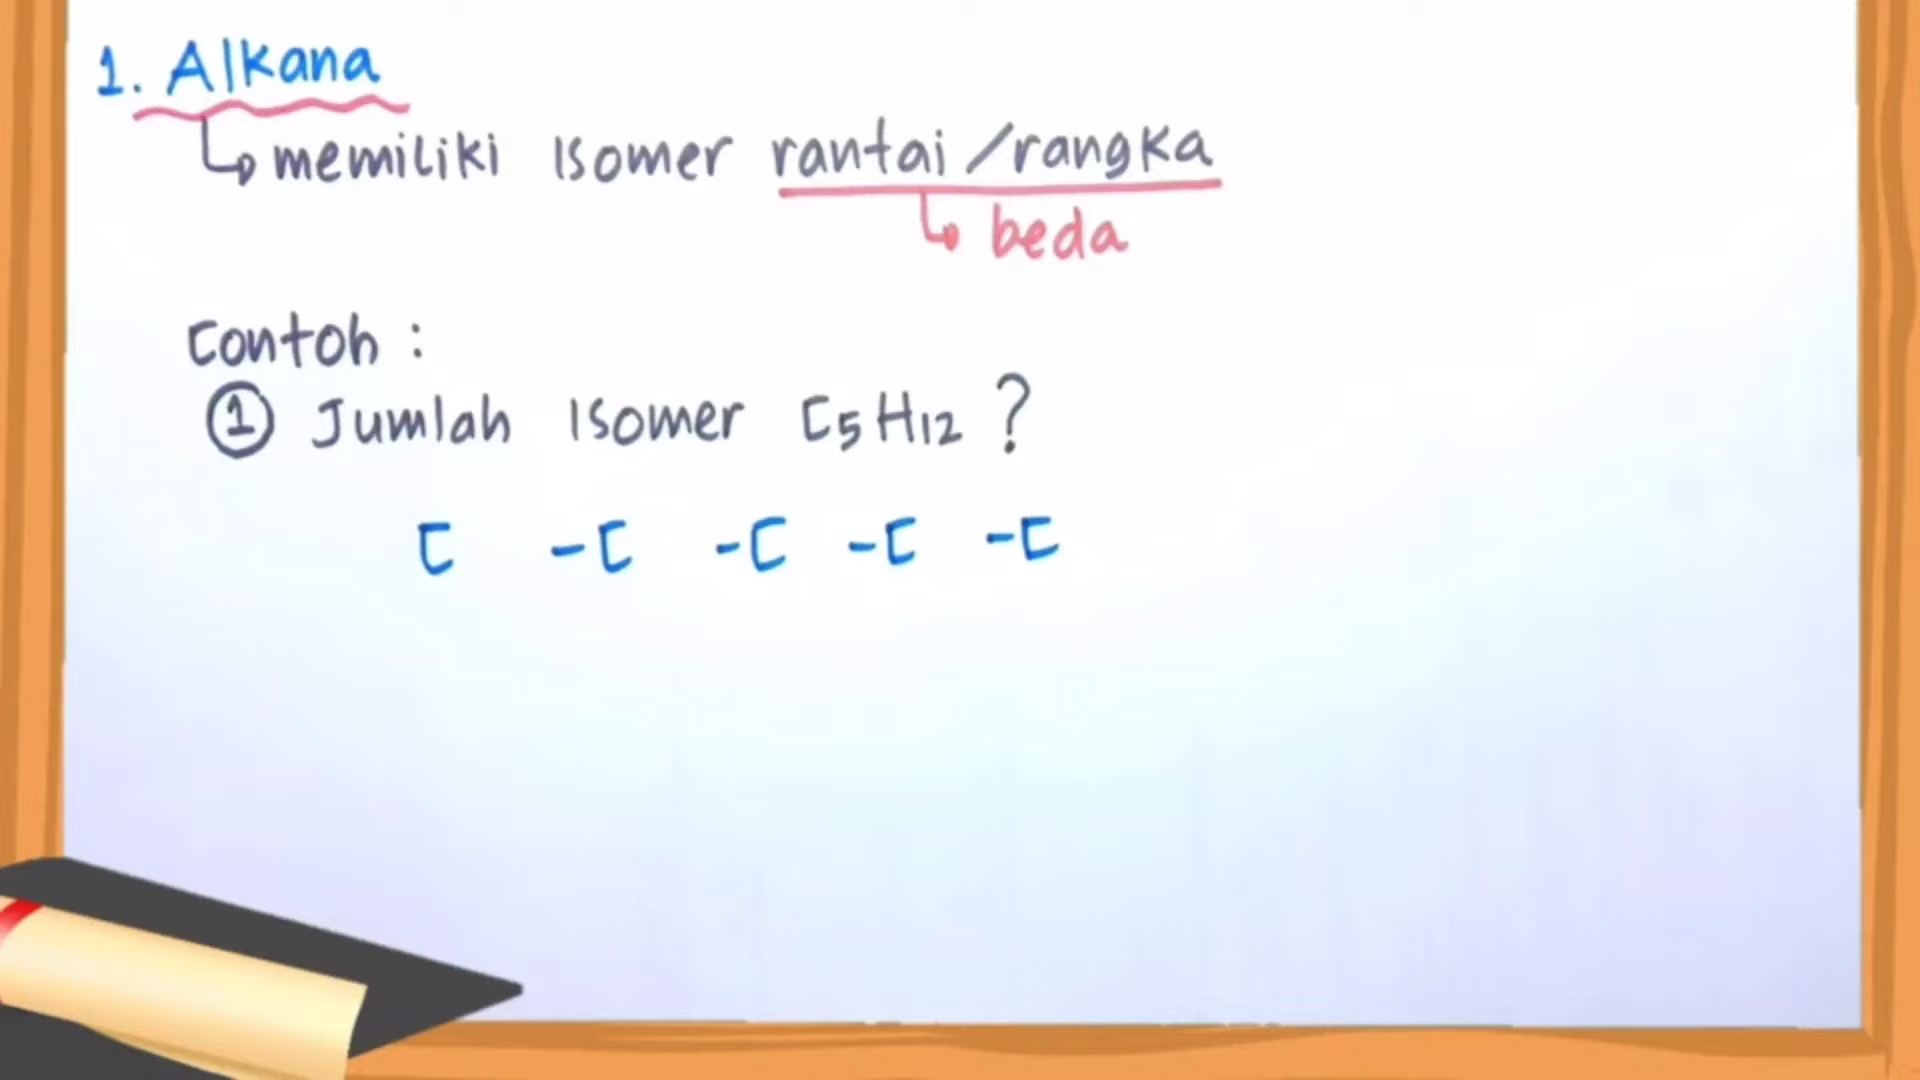 1. Alkana
memiliki Isomer rantai/rangka
beda
Contoh :
① Jumlah Isomer C₅H₁₂ ?
C -C -C -C -C